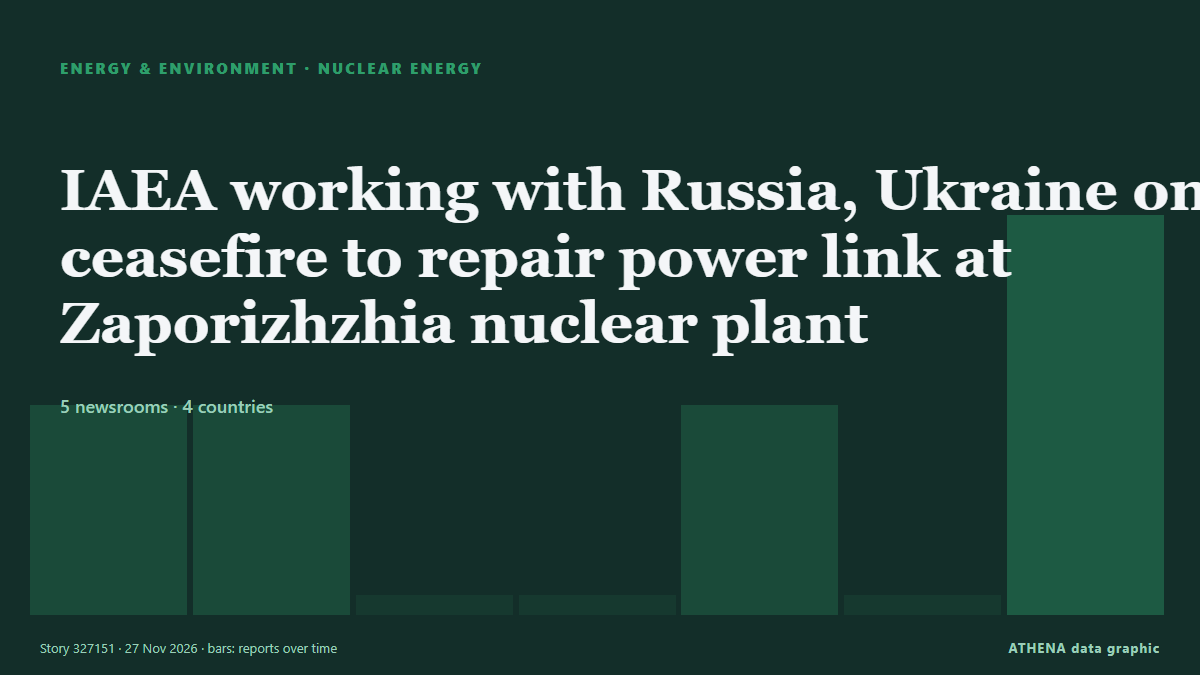 ENERGY & ENVIRONMENT · NUCLEAR ENERGY
IAEA working with Russia, Ukraine on
ceasefire to repair power link at
Zaporizhzhia nuclear plant
5 newsrooms · 4 countries
Story 327151 · 27 Nov 2026 · bars: reports over time
ATHENA data graphic